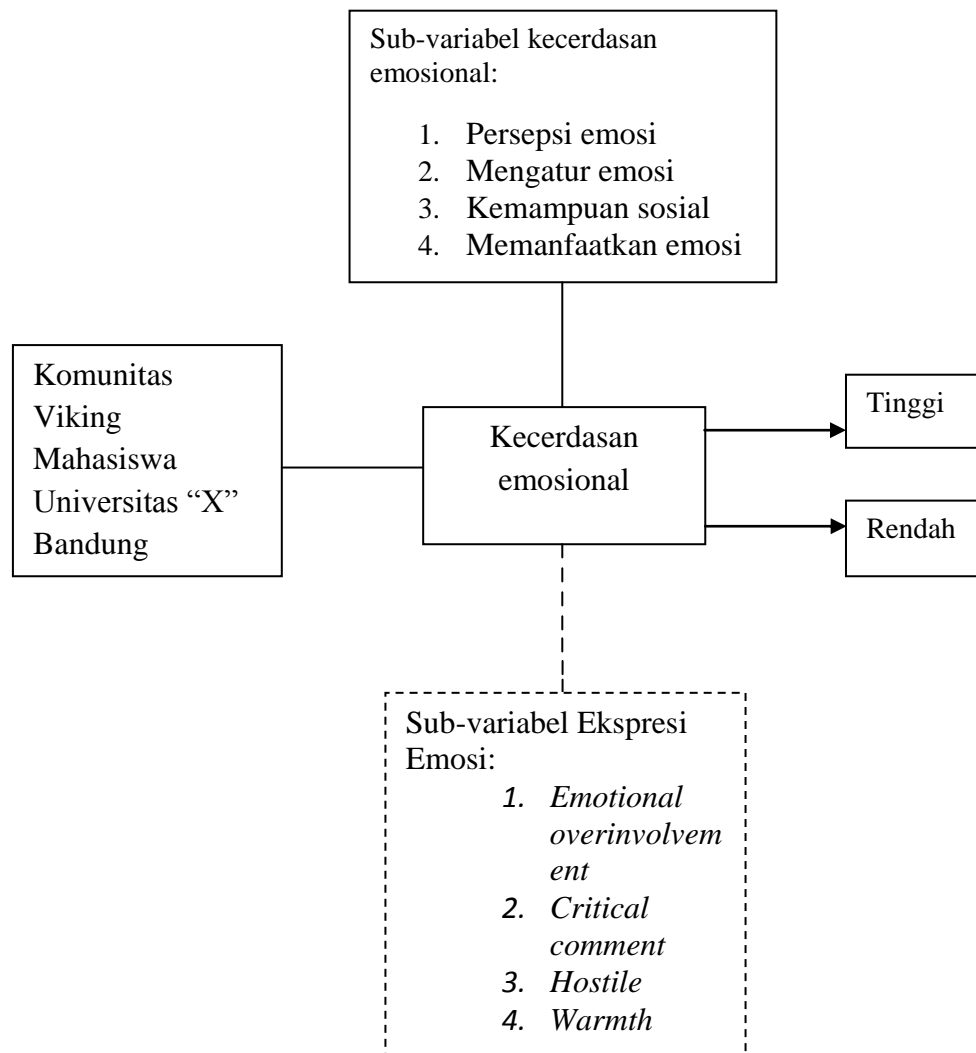 Sub-variabel kecerdasan
emosional:
1. Persepsi emosi
2. Mengatur emosi
3. Kemampuan sosial
4. Memanfaatkan emosi
Komunitas
Viking
Mahasiswa
Universitas “X”
Bandung
Kecerdasan
emosional
Tinggi
Rendah
Sub-variabel Ekspresi
Emosi:
1. Emotional
overinvolvem
ent
2. Critical
comment
3. Hostile
4. Warmth